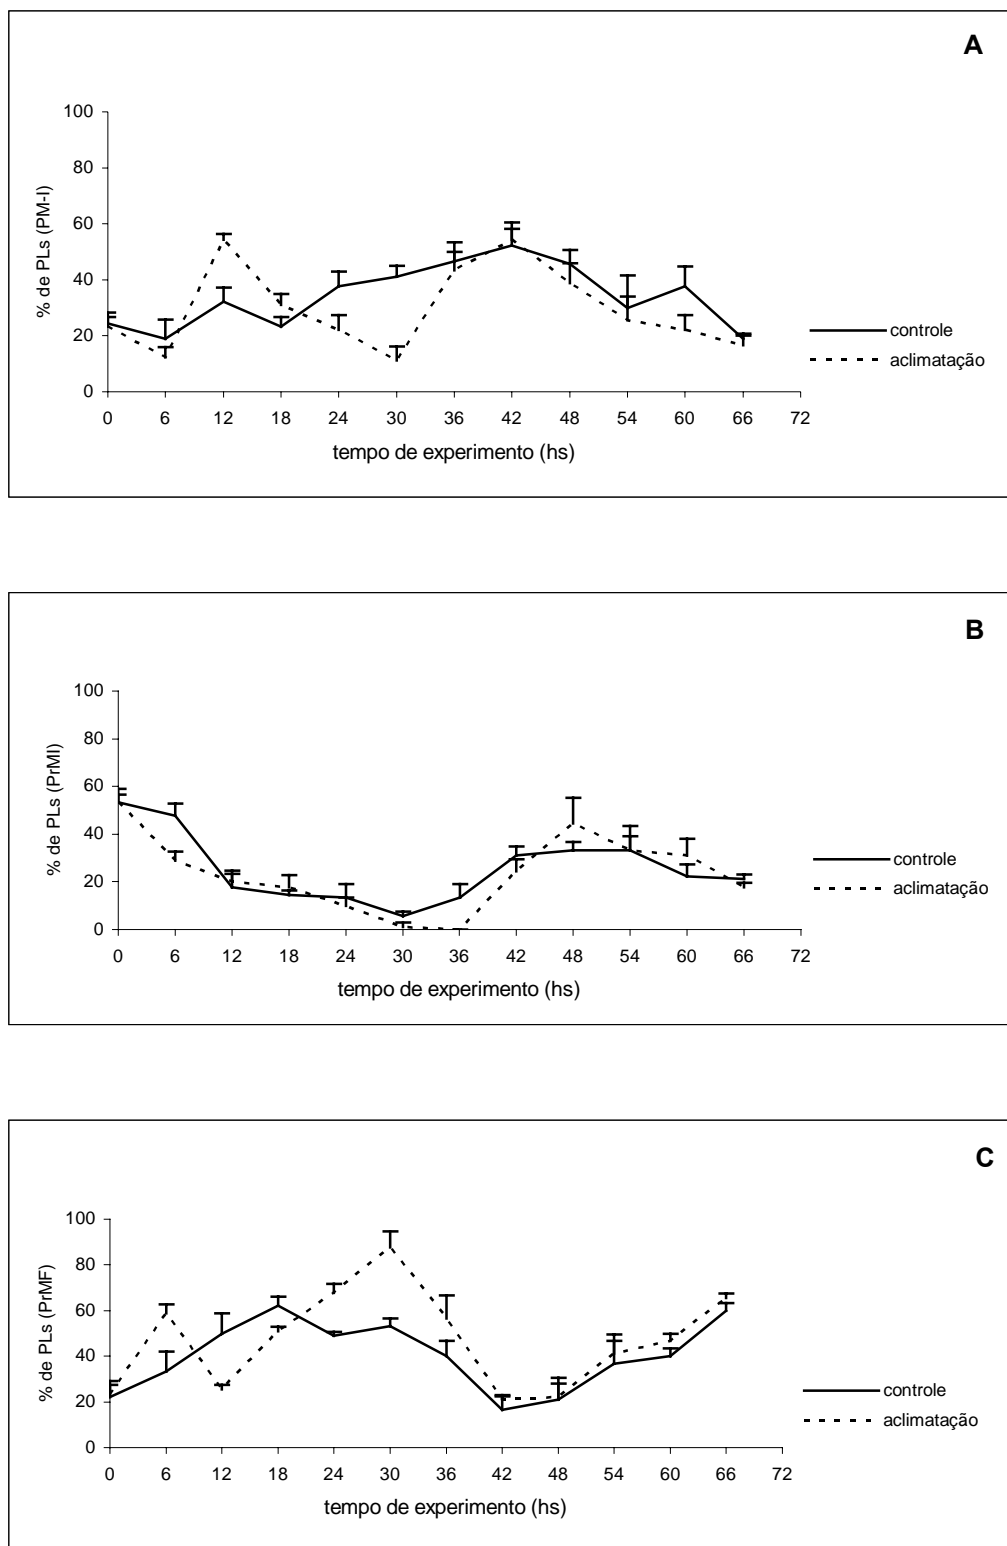 A
% de PLs (PM-I)
100
80
60
40
20
0
0 6 12 18 24 30 36 42 48 54 60 66 72
tempo de experimento (hs)
controle
aclimatação
B
% de PLs (PrMI)
100
80
60
40
20
0
0 6 12 18 24 30 36 42 48 54 60 66 72
tempo de experimento (hs)
controle
aclimatação
C
% de PLs (PrMF)
100
80
60
40
20
0
0 6 12 18 24 30 36 42 48 54 60 66 72
tempo de experimento (hs)
controle
aclimatação